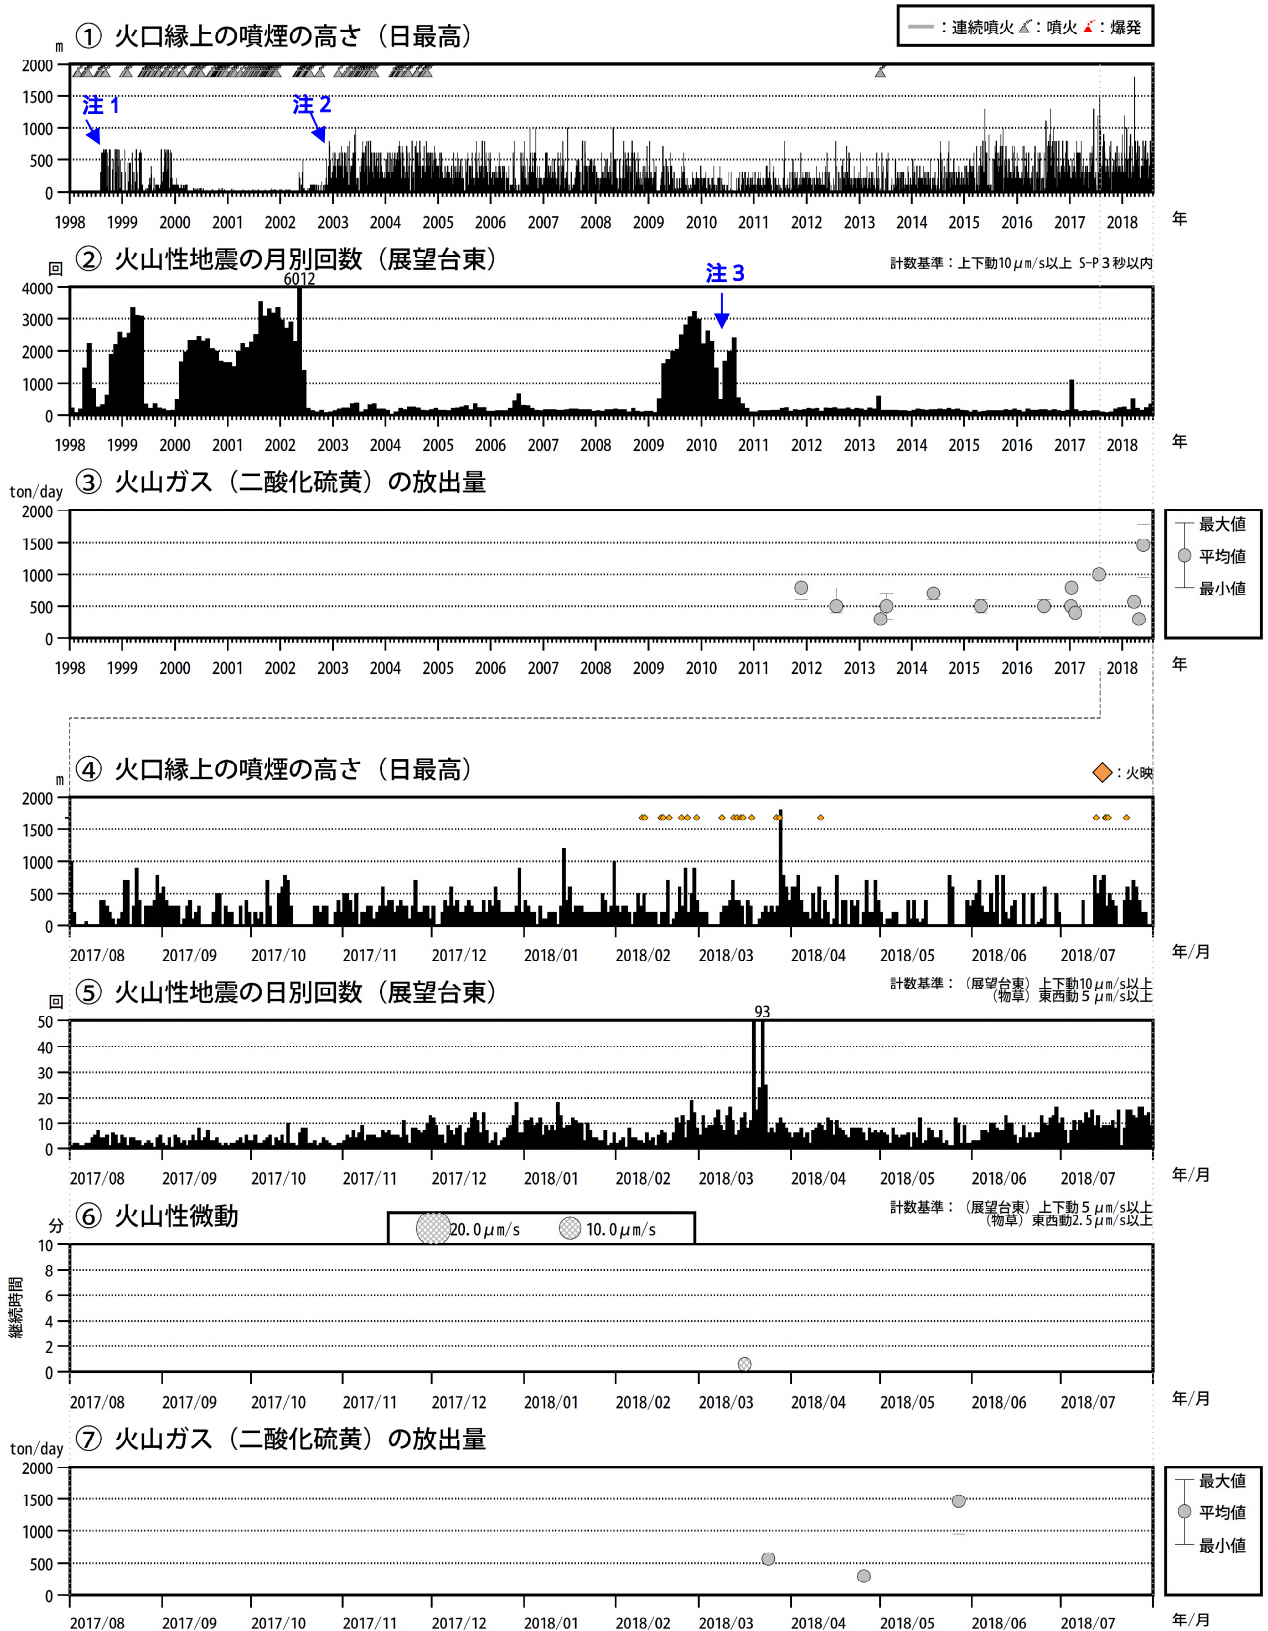 ① 火口縁上の噴煙の高さ（日最高）
：連続噴火 ：噴火 ：爆発
m
2000
1500
1000
500
0
注1
注2
1998 1999 2000 2001 2002 2003 2004 2005 2006 2007 2008 2009 2010 2011 2012 2013 2014 2015 2016 2017 2018
年
② 火山性地震の月別回数（展望台東）
計数基準：上下動10μm/s以上 S-P3秒以内
回
6012
注3
4000
3000
2000
1000
0
1998 1999 2000 2001 2002 2003 2004 2005 2006 2007 2008 2009 2010 2011 2012 2013 2014 2015 2016 2017 2018
年
③ 火山ガス（二酸化硫黄）の放出量
ton/day
2000
1500
1000
500
0
最大値
平均値
最小値
1998 1999 2000 2001 2002 2003 2004 2005 2006 2007 2008 2009 2010 2011 2012 2013 2014 2015 2016 2017 2018
年
④ 火口縁上の噴煙の高さ（日最高）
：火映
m
2000
1500
1000
500
0
2017/08 2017/09 2017/10 2017/11 2017/12 2018/01 2018/02 2018/03 2018/04 2018/05 2018/06 2018/07
年/月
⑤ 火山性地震の日別回数（展望台東）
計数基準：（展望台東）上下動10μm/s以上
（物草）東西動5μm/s以上
回
93
50
40
30
20
10
0
2017/08 2017/09 2017/10 2017/11 2017/12 2018/01 2018/02 2018/03 2018/04 2018/05 2018/06 2018/07
年/月
⑥ 火山性微動
計数基準：（展望台東）上下動5μm/s以上
（物草）東西動2.5μm/s以上
分
20.0μm/s 10.0μm/s
継続時間
10
8
6
4
2
0
2017/08 2017/09 2017/10 2017/11 2017/12 2018/01 2018/02 2018/03 2018/04 2018/05 2018/06 2018/07
年/月
⑦ 火山ガス（二酸化硫黄）の放出量
ton/day
2000
1500
1000
500
0
最大値
平均値
最小値
2017/08 2017/09 2017/10 2017/11 2017/12 2018/01 2018/02 2018/03 2018/04 2018/05 2018/06 2018/07
年/月